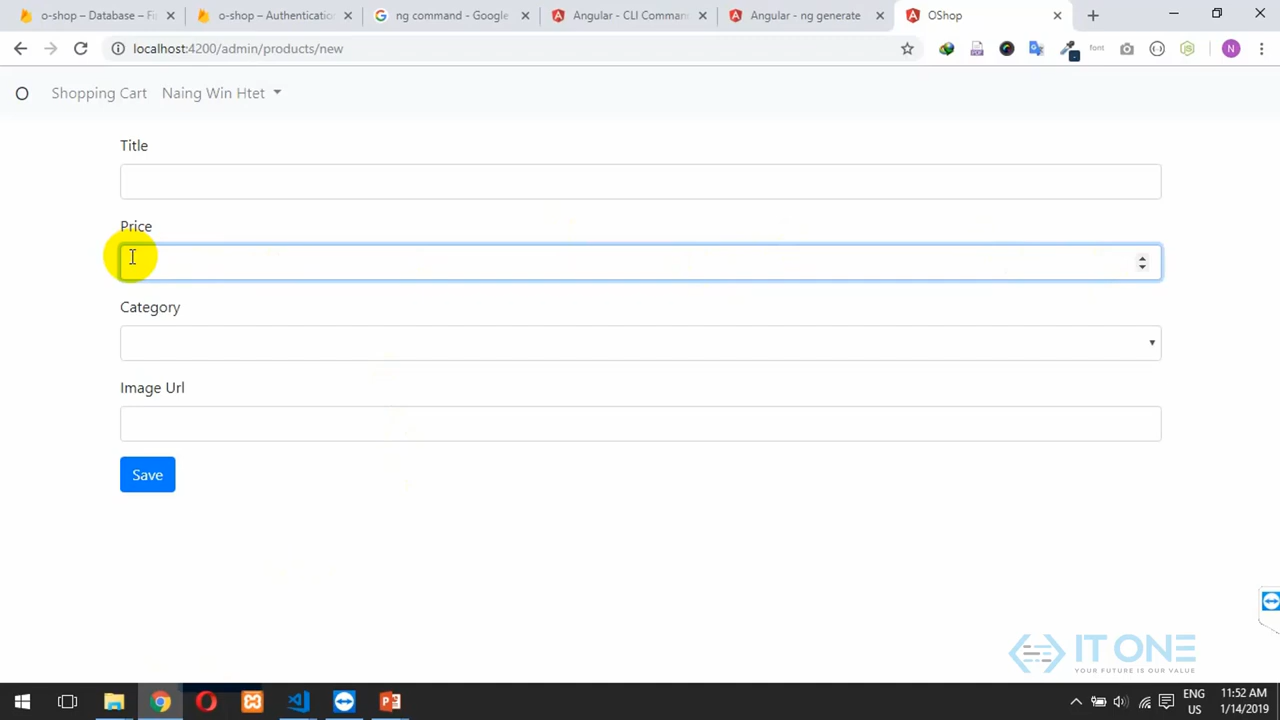 o-shop – Database – Fi
o-shop – Authenticatio
ng command - Google
Angular - CLI Comman
Angular - ng generate
OShop
localhost:4200/admin/products/new
font
N
Shopping Cart
Naing Win Htet
Title
Price
Category
Image Url
Save
IT ONE
YOUR FUTURE IS OUR VALUE
ENG
US
11:52 AM
1/14/2019